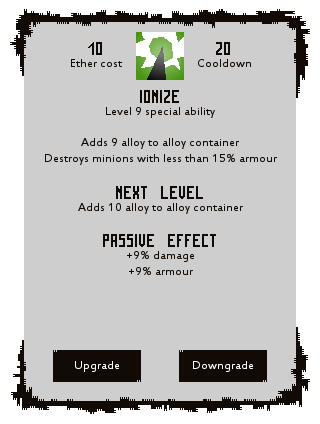 10
Ether cost
20
Cooldown
IONIZE
Level 9 special ability
Adds 9 alloy to alloy container
Destroys minions with less than 15% armour
NEXT LEVEL
Adds 10 alloy to alloy container
PASSIVE EFFECT
+9% damage
+9% armour
Upgrade
Downgrade